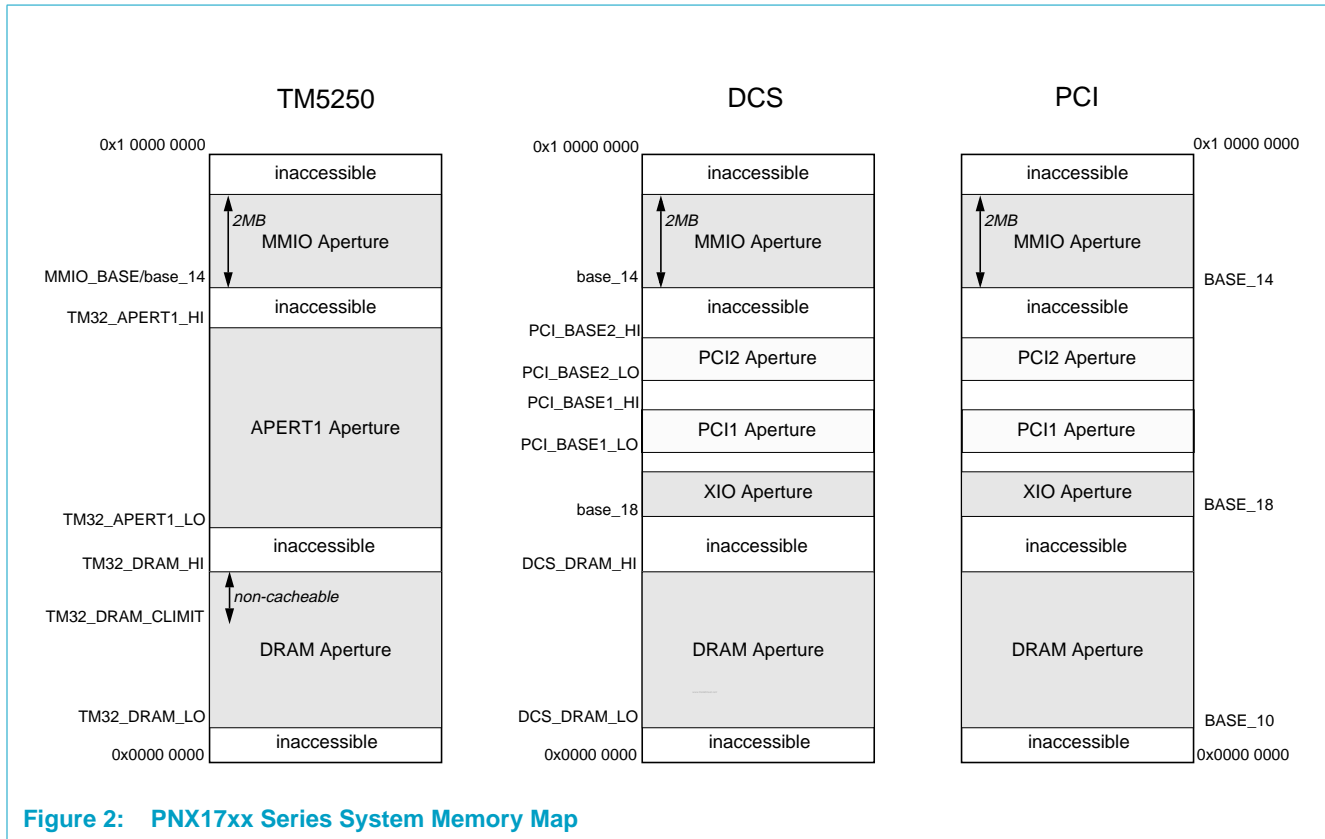 TM5250
0x1 0000 0000
inaccessible
2MB
MMIO Aperture
MMIO_BASE/base_14
inaccessible
TM32_APERT1_HI
APERT1 Aperture
TM32_APERT1_LO
inaccessible
TM32_DRAM_HI
non-cacheable
TM32_DRAM_CLIMIT
DRAM Aperture
TM32_DRAM_LO
inaccessible
0x0000 0000
DCS
0x1 0000 0000
inaccessible
2MB
MMIO Aperture
base_14
inaccessible
PCI_BASE2_HI
PCI2 Aperture
PCI_BASE2_LO
PCI_BASE1_HI
PCI1 Aperture
PCI_BASE1_LO
XIO Aperture
base_18
inaccessible
DCS_DRAM_HI
DRAM Aperture
DCS_DRAM_LO
inaccessible
0x0000 0000
PCI
0x1 0000 0000
inaccessible
2MB
MMIO Aperture
BASE_14
inaccessible
PCI2 Aperture
PCI1 Aperture
XIO Aperture
BASE_18
inaccessible
DRAM Aperture
BASE_10
inaccessible
0x0000 0000
Figure 2: PNX17xx Series System Memory Map